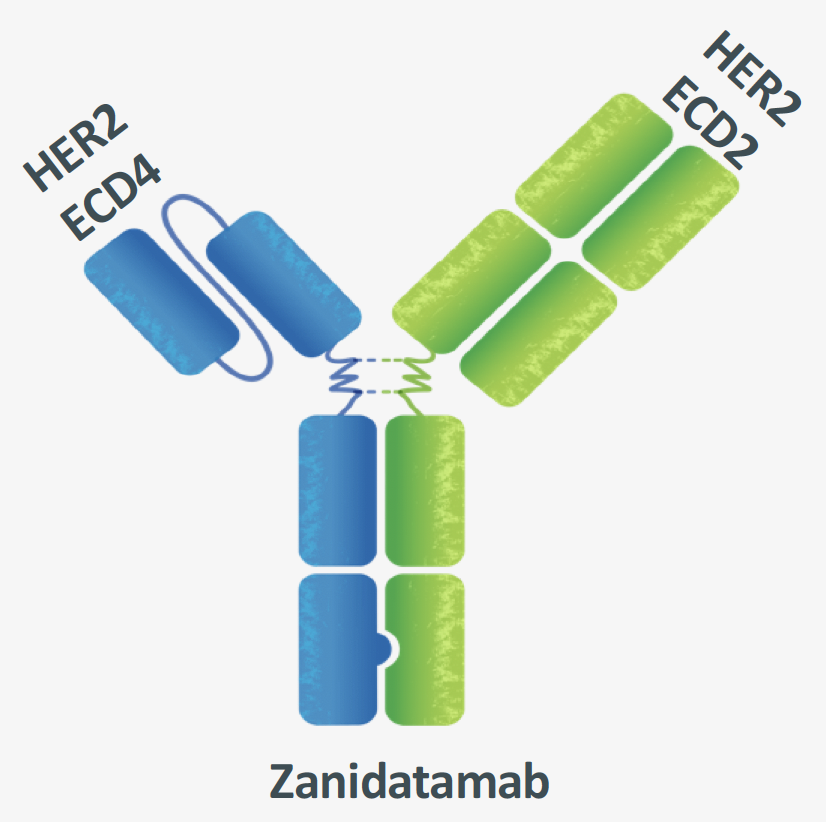 HER2
ECD4
HER2
ECD2
Zanidatamab